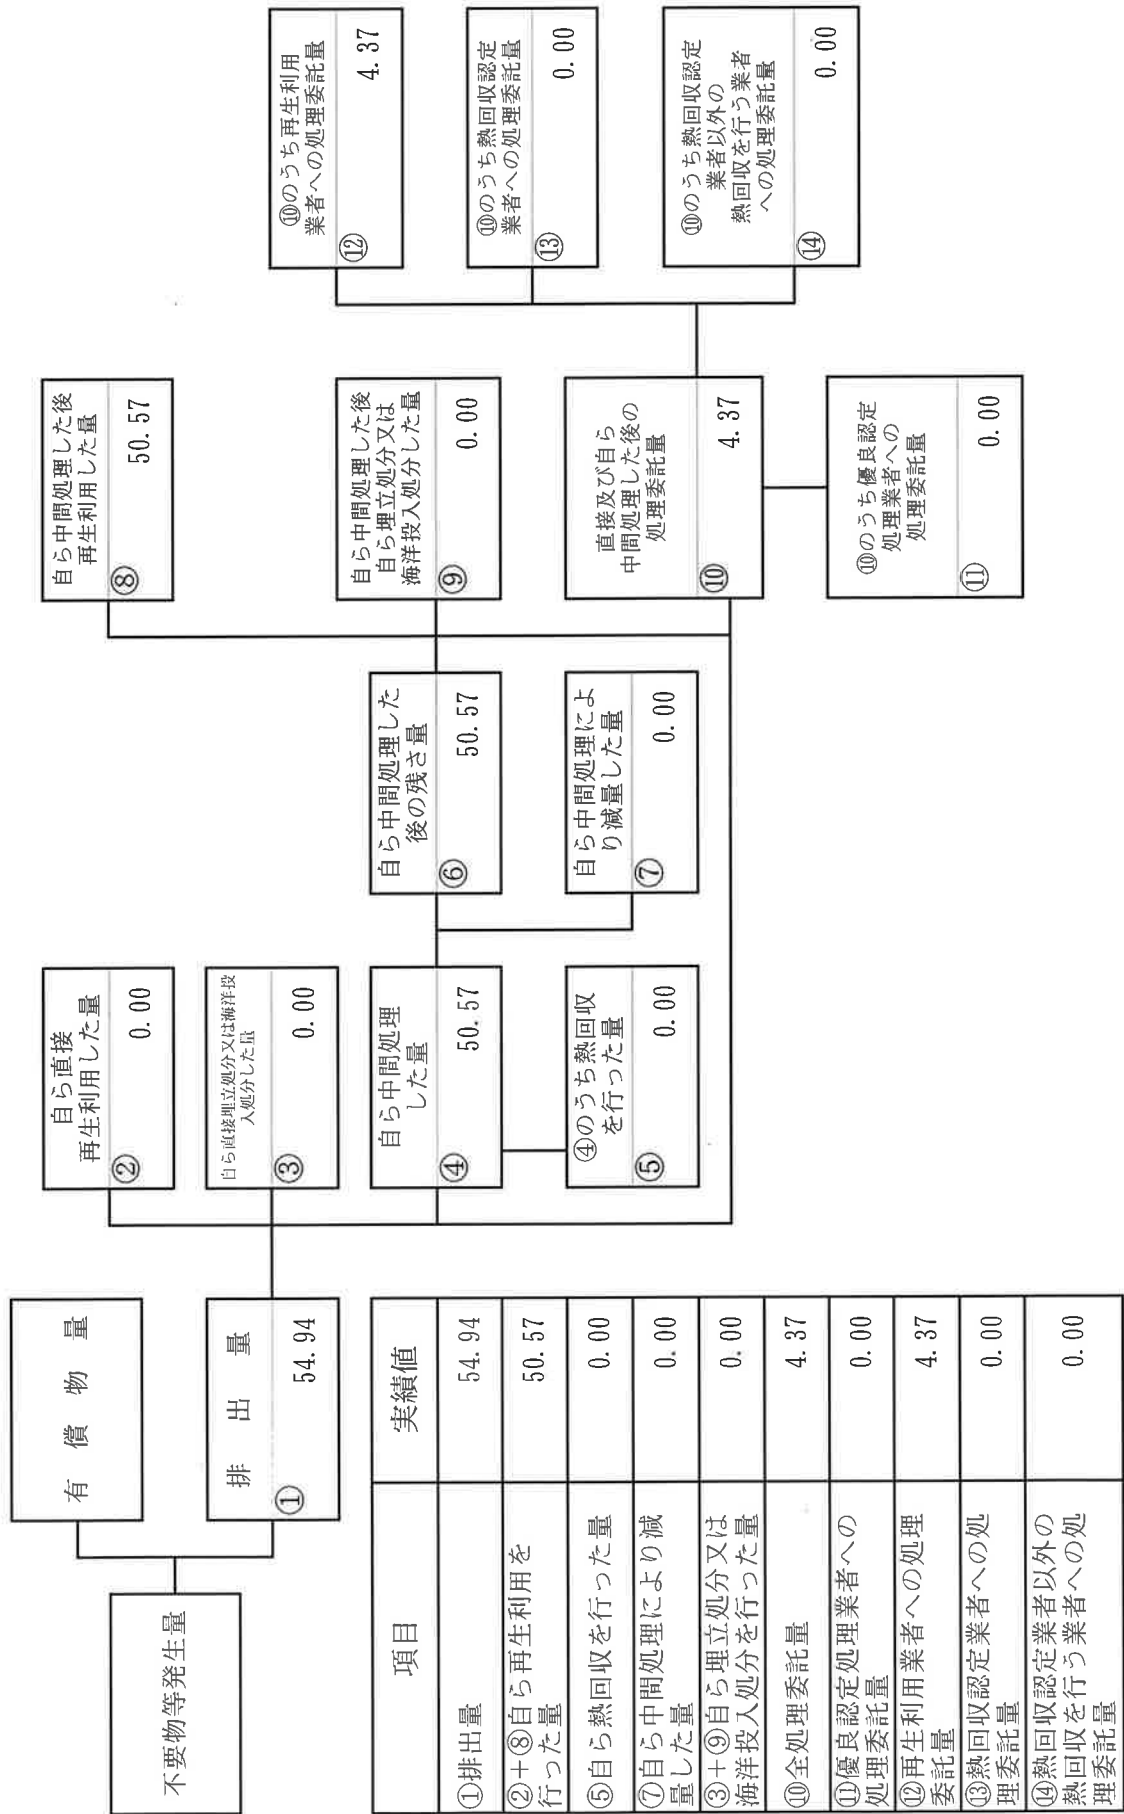 不要物等発生量
有償物量
排出量
①
54.94
自ら直接
再生利用した量
②
0.00
自ら直接埋立処分又は海洋投
入処分した量
③
0.00
自ら中間処理
した量
④
50.57
④のうち熱回収
を行った量
⑤
0.00
自ら中間処理した
後の残さ量
⑥
50.57
自ら中間処理によ
り減量した量
⑦
0.00
自ら中間処理した後
再生利用した量
⑧
50.57
自ら中間処理した後
自ら埋立処分又は
海洋投入処分した量
⑨
0.00
直接及び自ら
中間処理した後の
処理委託量
⑩
4.37
⑩のうち優良認定
処理業者への
処理委託量
⑪
0.00
⑩のうち再生利用
業者への処理委託量
⑫
4.37
⑩のうち熱回収認定
業者への処理委託量
⑬
0.00
⑩のうち熱回収認定
業者以外の
熱回収を行う業者
への処理委託量
⑭
0.00
項目 実績値
①排出量 54.94
②+⑧自ら再生利用を
行った量 50.57
⑤自ら熱回収を行った量 0.00
⑦自ら中間処理により減
量した量 0.00
③+⑨自ら埋立処分又は
海洋投入処分を行った量 0.00
⑩全処理委託量 4.37
⑪優良認定処理業者への
処理委託量 0.00
⑫再生利用業者への処理
委託量 4.37
⑬熱回収認定業者への処
理委託量 0.00
⑭熱回収認定業者以外の
熱回収を行う業者への処
理委託量 0.00